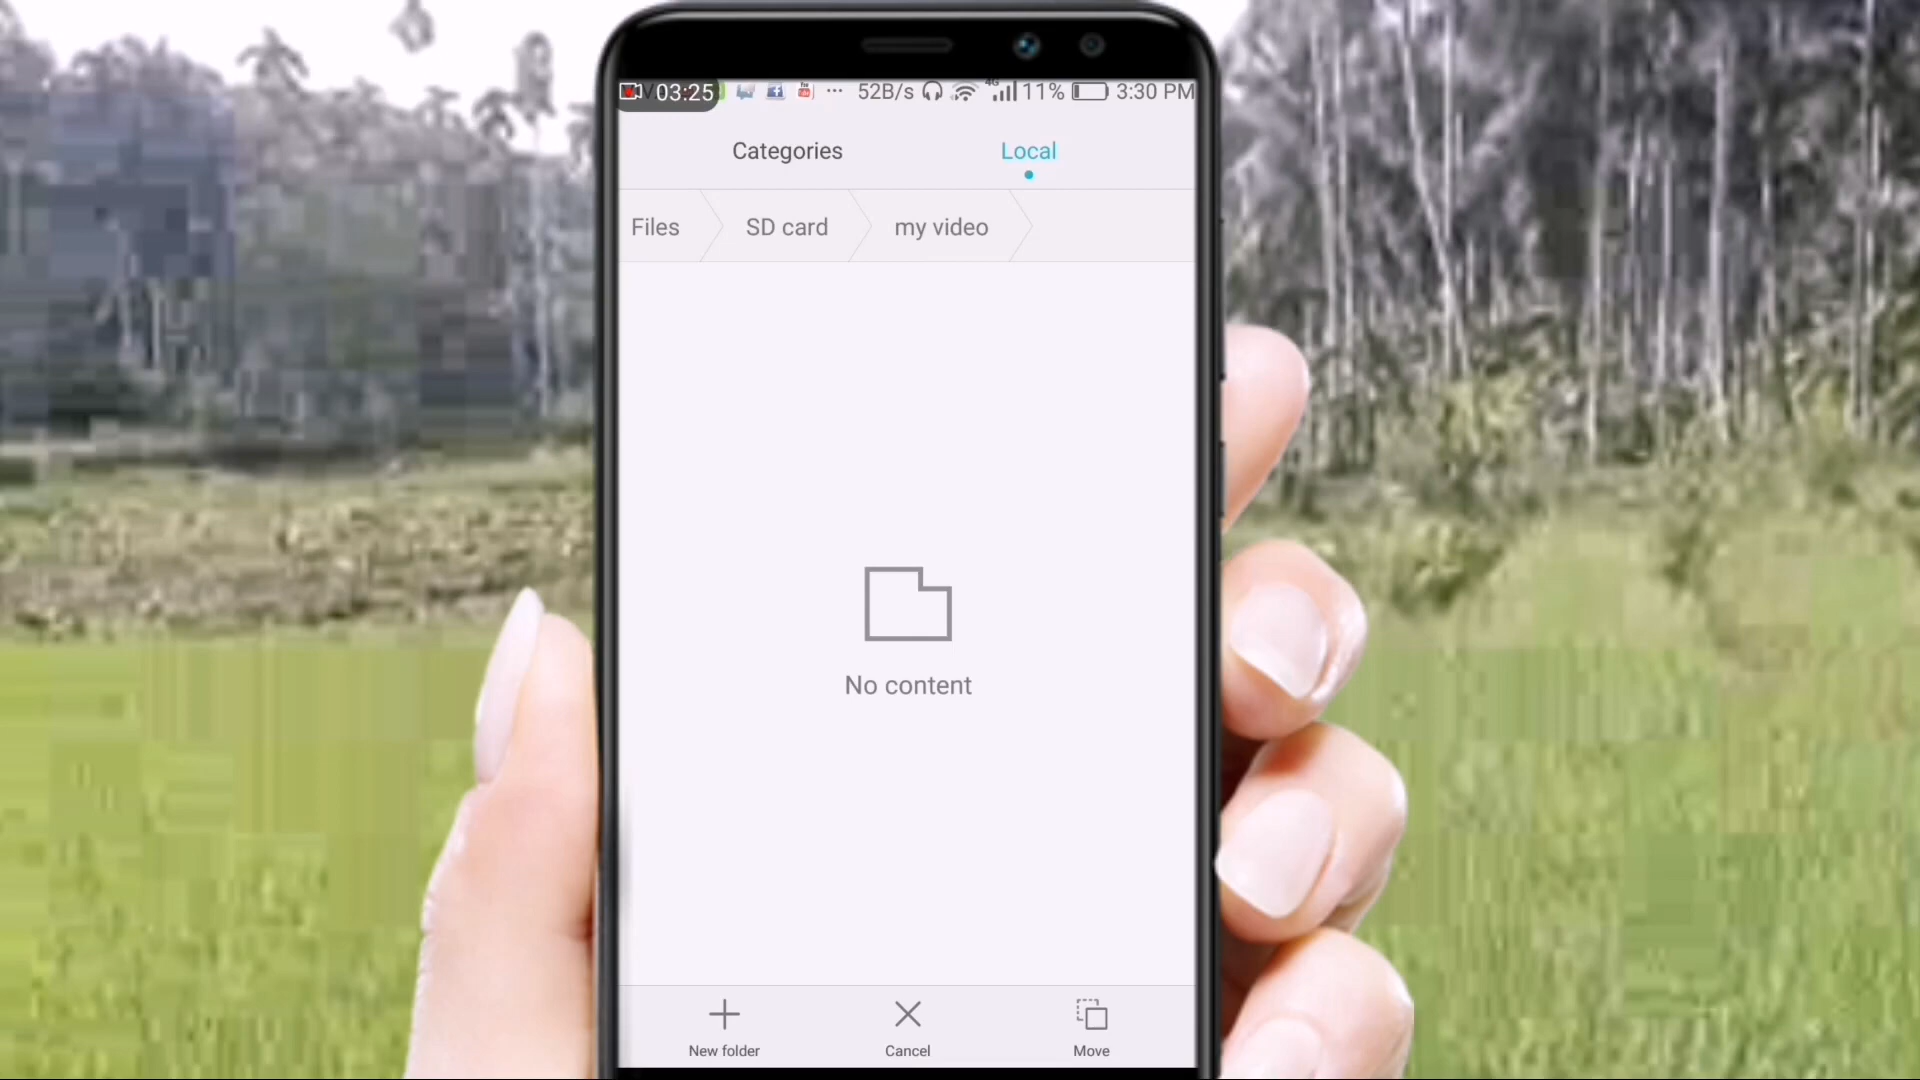 03:25 52B/s 4G 11% 3:30 PM
Categories Local
Files SD card my video
No content
New folder Cancel Move